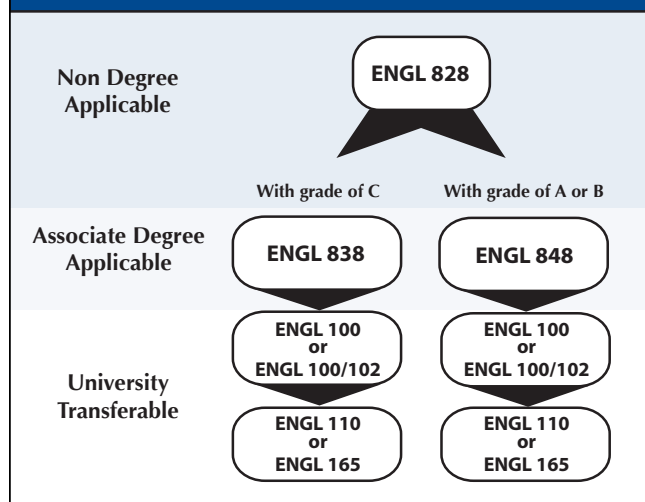 Non Degree
Applicable
ENGL 828
With grade of C
With grade of A or B
Associate Degree
Applicable
ENGL 838
ENGL 848
University
Transferable
ENGL 100
or
ENGL 100/102
ENGL 100
or
ENGL 100/102
ENGL 110
or
ENGL 165
ENGL 110
or
ENGL 165